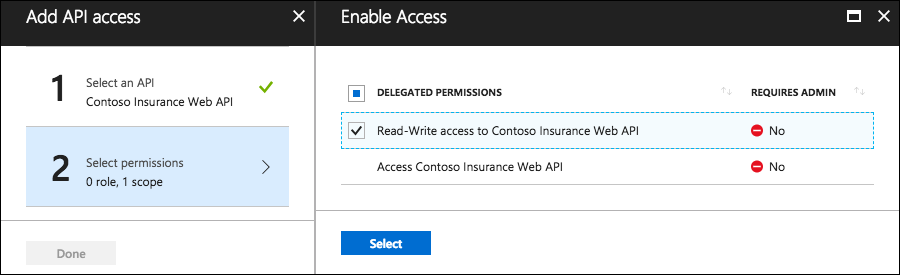 Add API access
Enable Access
1
Select an API
Contoso Insurance Web API
2
Select permissions
0 role, 1 scope
Done
DELEGATED PERMISSIONS
REQUIRES ADMIN
Read-Write access to Contoso Insurance Web API
No
Access Contoso Insurance Web API
No
Select